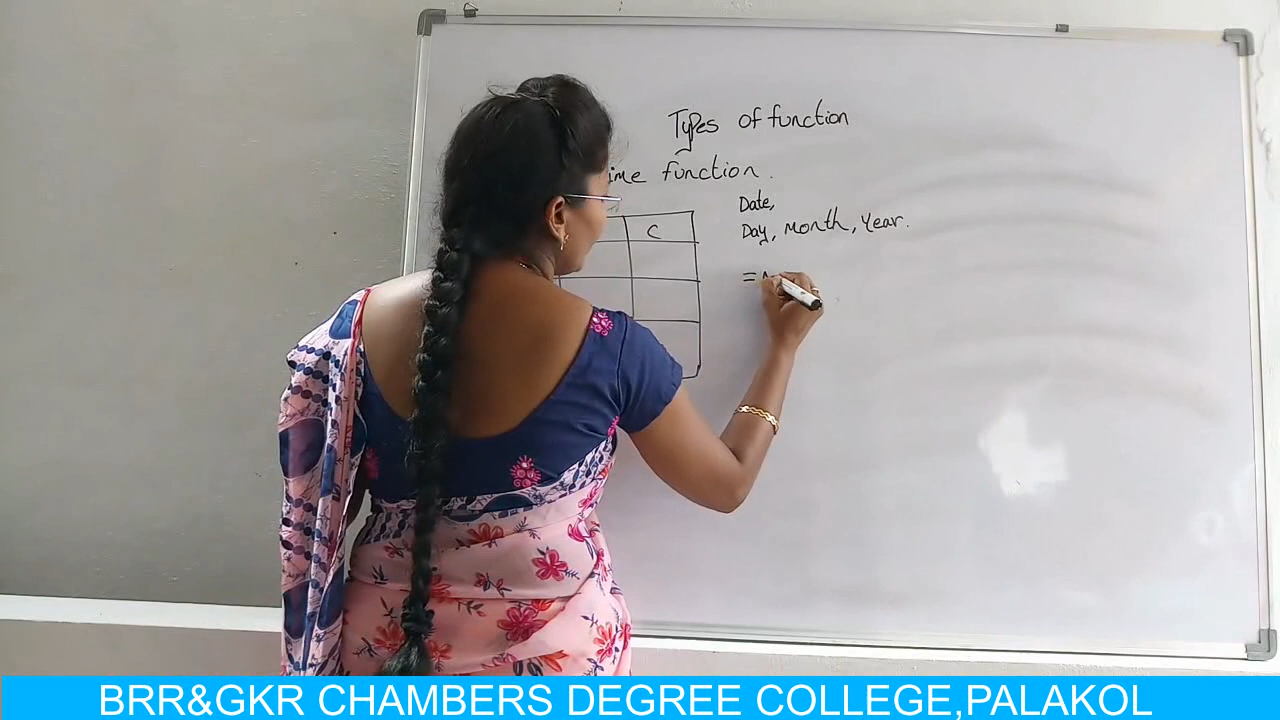 Types of function
function.
Date,
Day, month, year.
C
=
BRR&GKR CHAMBERS DEGREE COLLEGE,PALAKOL